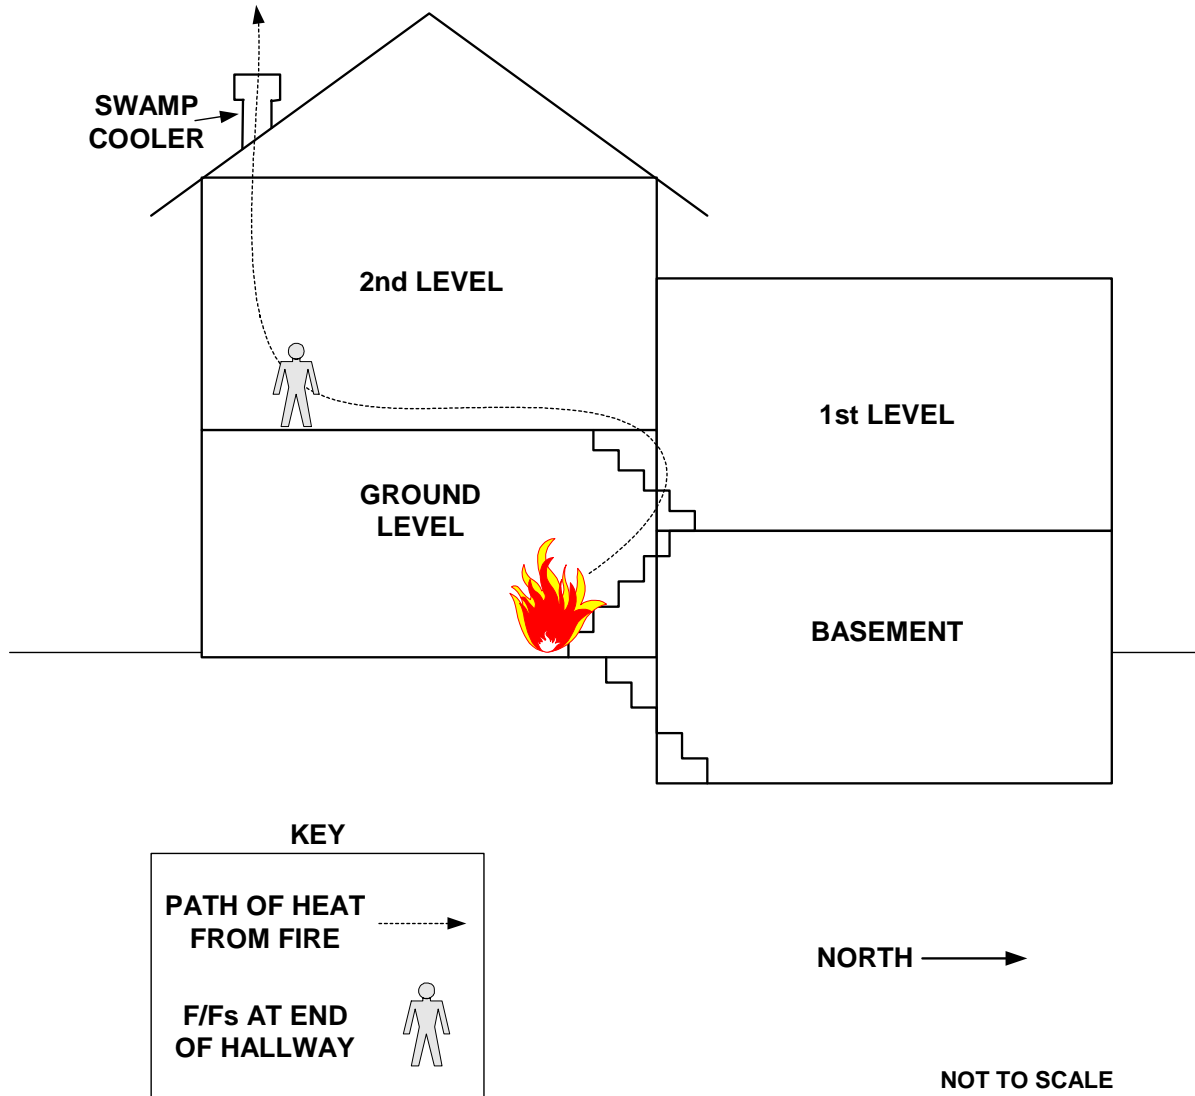 SWAMP
COOLER
2nd LEVEL
1st LEVEL
GROUND
LEVEL
BASEMENT
KEY
PATH OF HEAT
FROM FIRE
F/Fs AT END
OF HALLWAY
NORTH
NOT TO SCALE